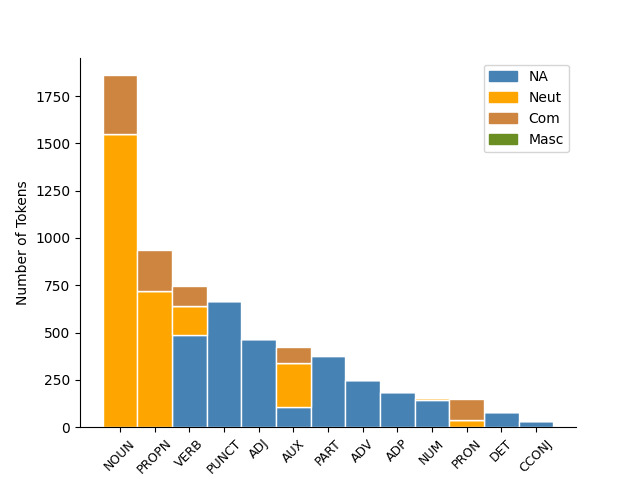 NA
Neut
Com
Masc
Number of Tokens
1750
1500
1250
1000
750
500
250
0
NOUN
PROPN
VERB
PUNCT
ADJ
AUX
PART
ADV
ADP
NUM
PRON
DET
CCONJ